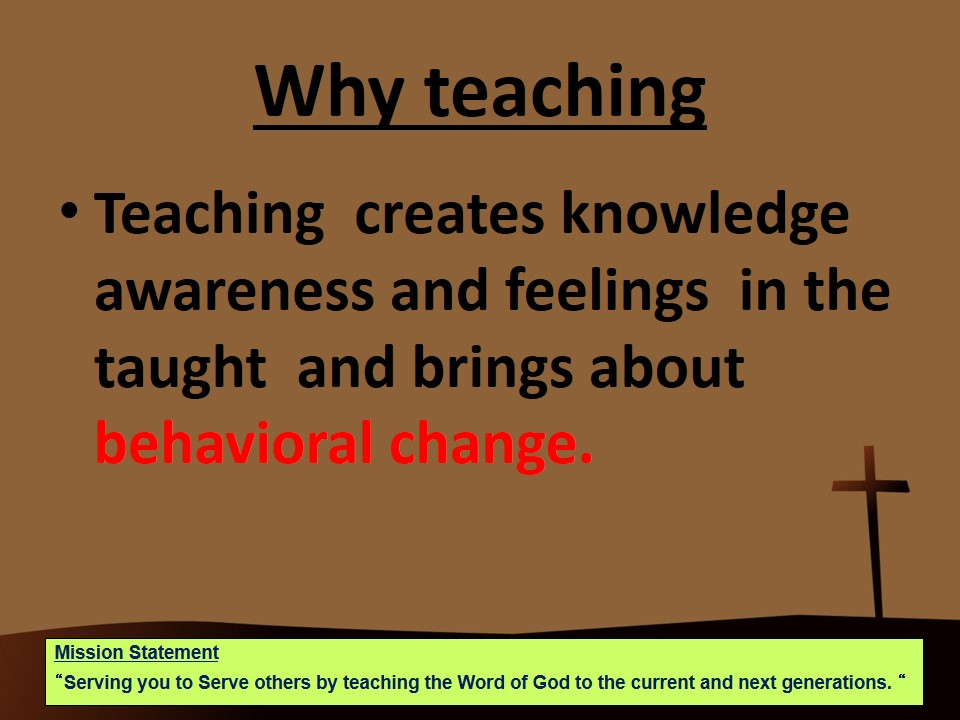 Why teaching
• Teaching  creates knowledge
awareness and feelings  in the
taught  and brings about
behavioral change.
Mission Statement
“Serving you to Serve others by teaching the Word of God to the current and next generations. “